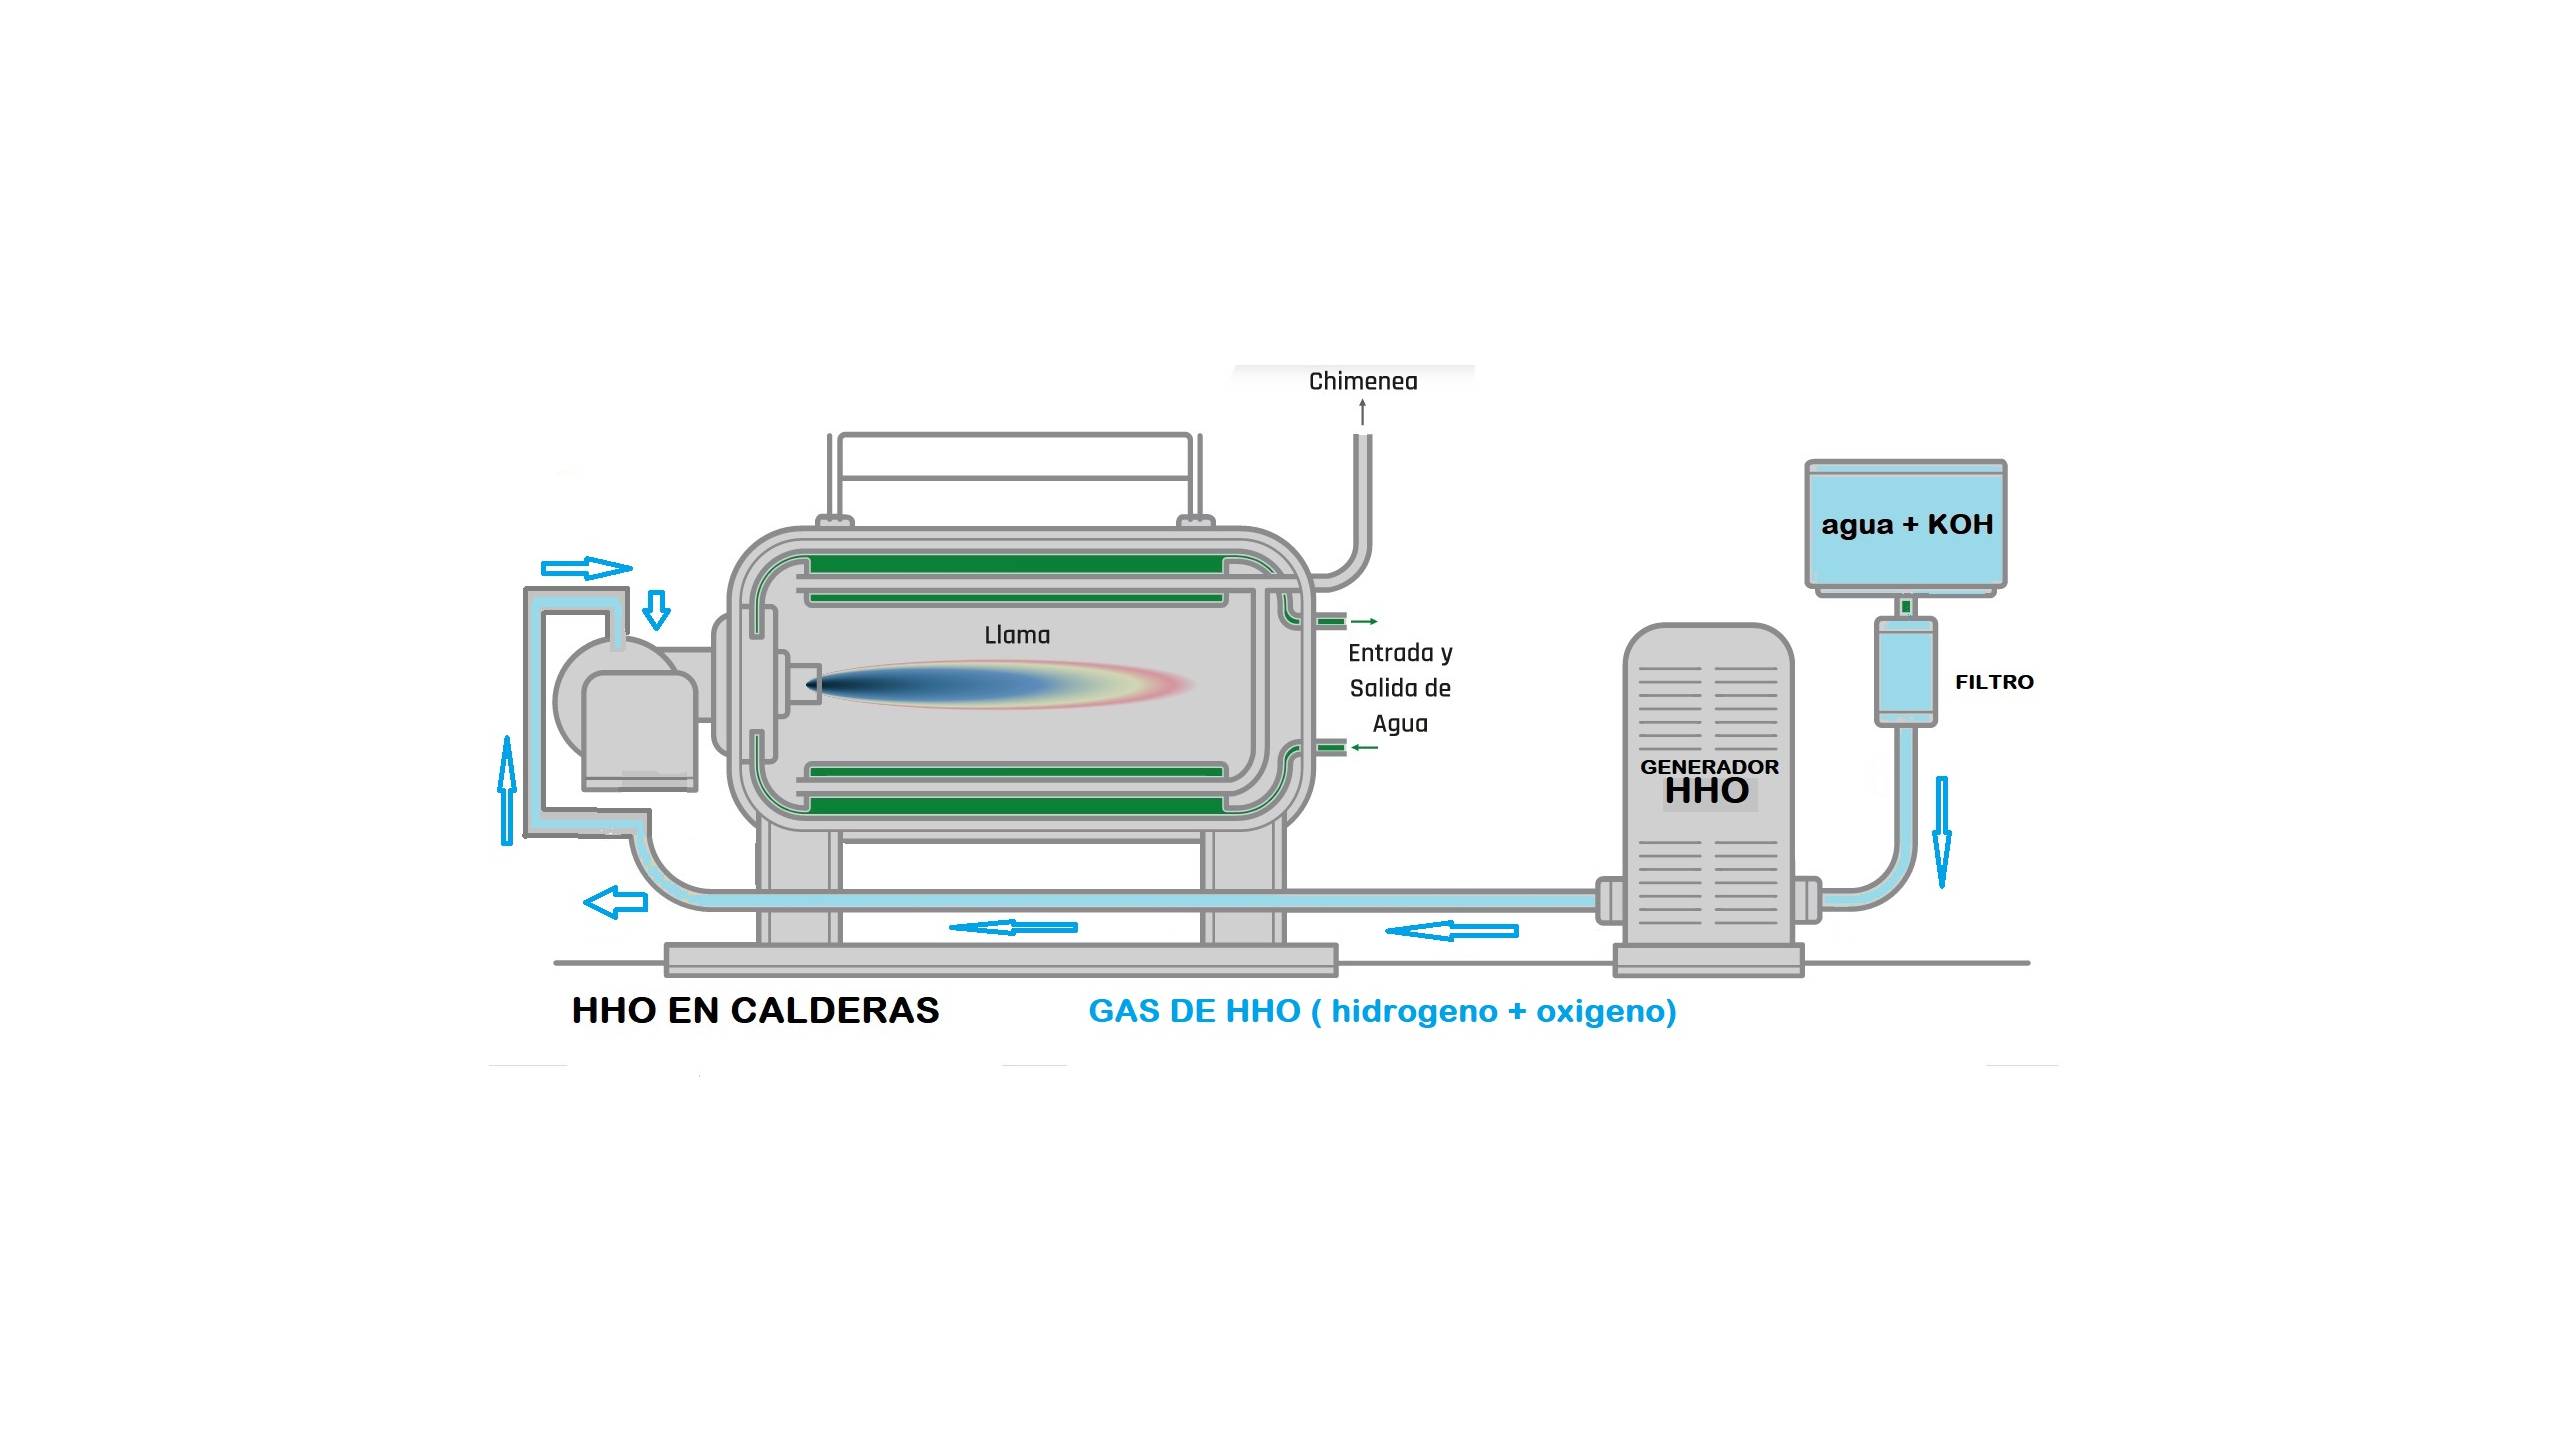 Chimenea
agua + KOH
Llama
Entrada y
Salida de
Agua
FILTRO
GENERADOR
HHO
HHO EN CALDERAS
GAS DE HHO ( hidrogeno + oxigeno)